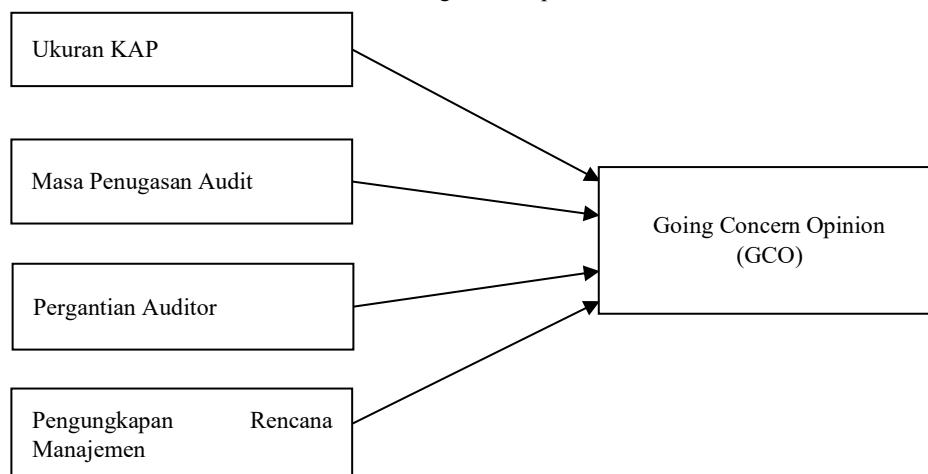 Ukuran KAP
Masa Penugasan Audit
Going Concern Opinion
(GCO)
Pergantian Auditor
Pengungkapan Rencana
Manajemen